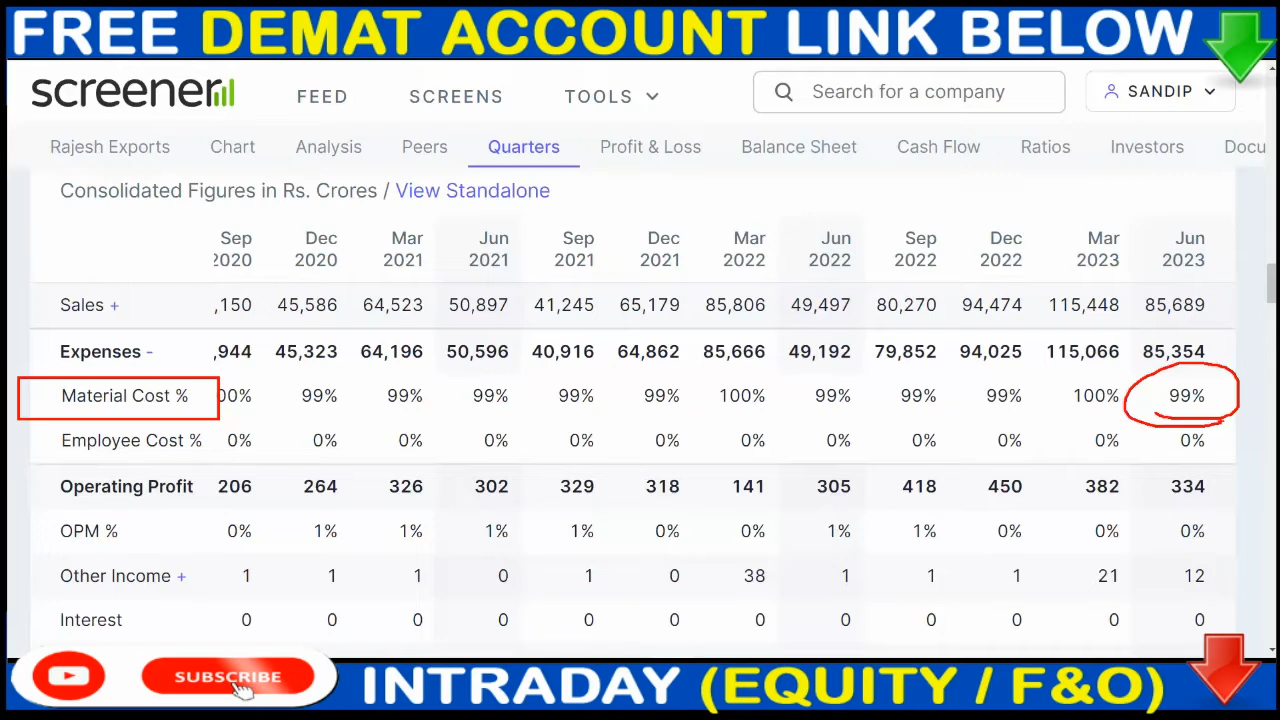 FREE DEMAT ACCOUNT LINK BELOW
screener FEED SCREENS TOOLS Search for a company SANDIP
Rajesh Exports Chart Analysis Peers Quarters Profit & Loss Balance Sheet Cash Flow Ratios Investors Docu
Consolidated Figures in Rs. Crores / View Standalone
Sep Dec Mar Jun Sep Dec Mar Jun Sep Dec Mar Jun
2020 2020 2021 2021 2021 2021 2022 2022 2022 2022 2023 2023
Sales + ,150 45,586 64,523 50,897 41,245 65,179 85,806 49,497 80,270 94,474 115,448 85,689
Expenses - ,944 45,323 64,196 50,596 40,916 64,862 85,666 49,192 79,852 94,025 115,066 85,354
Material Cost % 00% 99% 99% 99% 99% 99% 100% 99% 99% 99% 100% 99%
Employee Cost % 0% 0% 0% 0% 0% 0% 0% 0% 0% 0% 0% 0%
Operating Profit 206 264 326 302 329 318 141 305 418 450 382 334
OPM % 0% 1% 1% 1% 1% 0% 0% 1% 1% 0% 0% 0%
Other Income + 1 1 1 0 1 0 38 1 1 1 21 12
Interest 0 0 0 0 0 0 0 0 0 0 0 0
SUBSCRIBE INTRADAY (EQUITY / F&O)